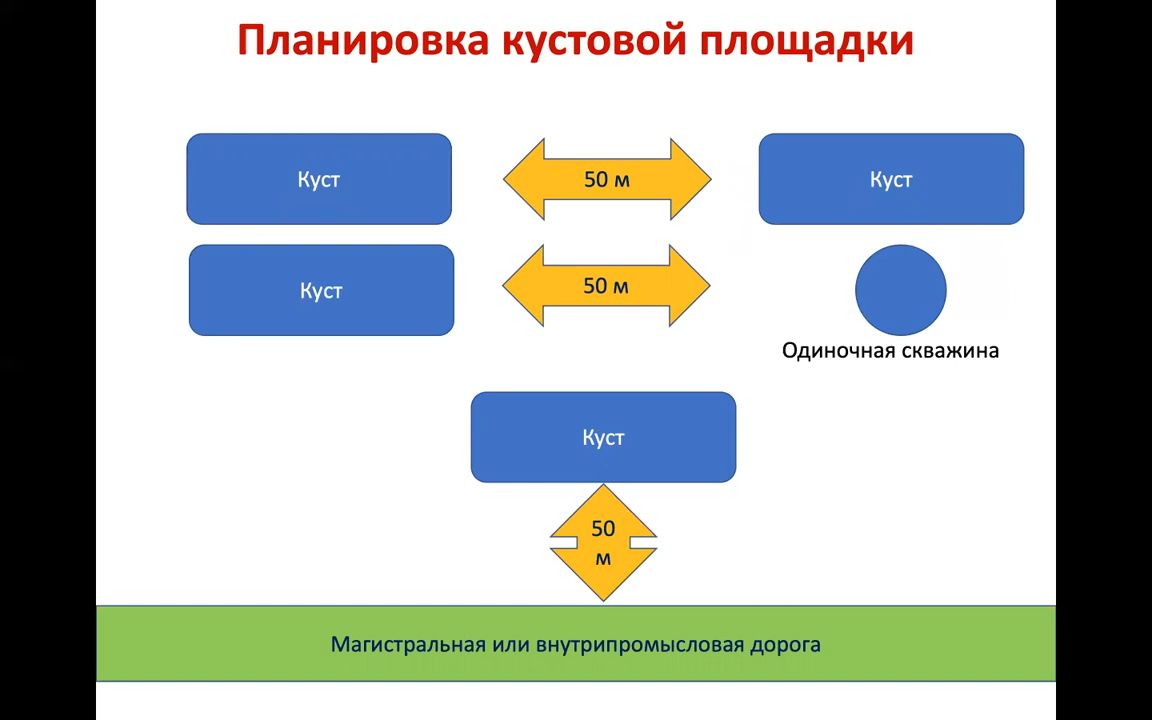 Планировка кустовой площадки
Куст
50 м
Куст
Куст
50 м
Одиночная скважина
Куст
50
м
Магистральная или внутрипромысловая дорога